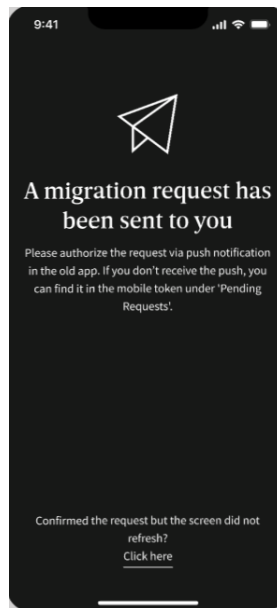 9:41
A migration request has
been sent to you
Please authorize the request via push notification
in the old app. If you don't receive the push, you
can find it in the mobile token under 'Pending
Requests'.
Confirmed the request but the screen did not
refresh?
Click here